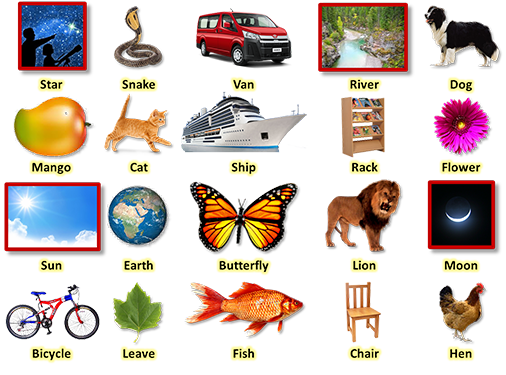 Star Snake Van River Dog
Mango Cat Ship Rack Flower
Sun Earth Butterfly Lion Moon
Bicycle Leave Fish Chair Hen